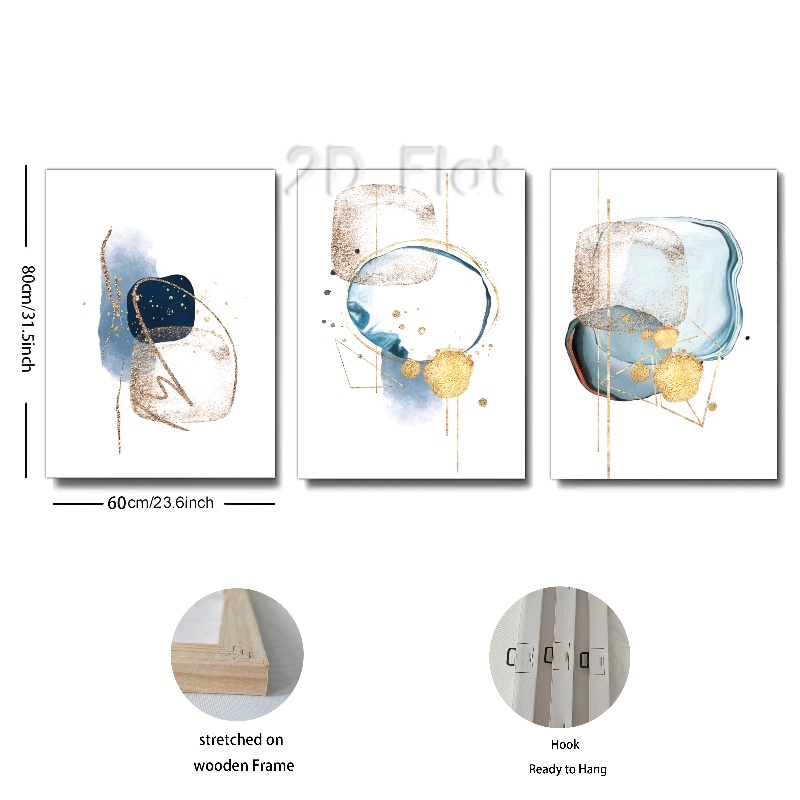 2D Flat
80cm/31.5inch
60cm/23.6inch
stretched on
wooden Frame
Hook
Ready to Hang